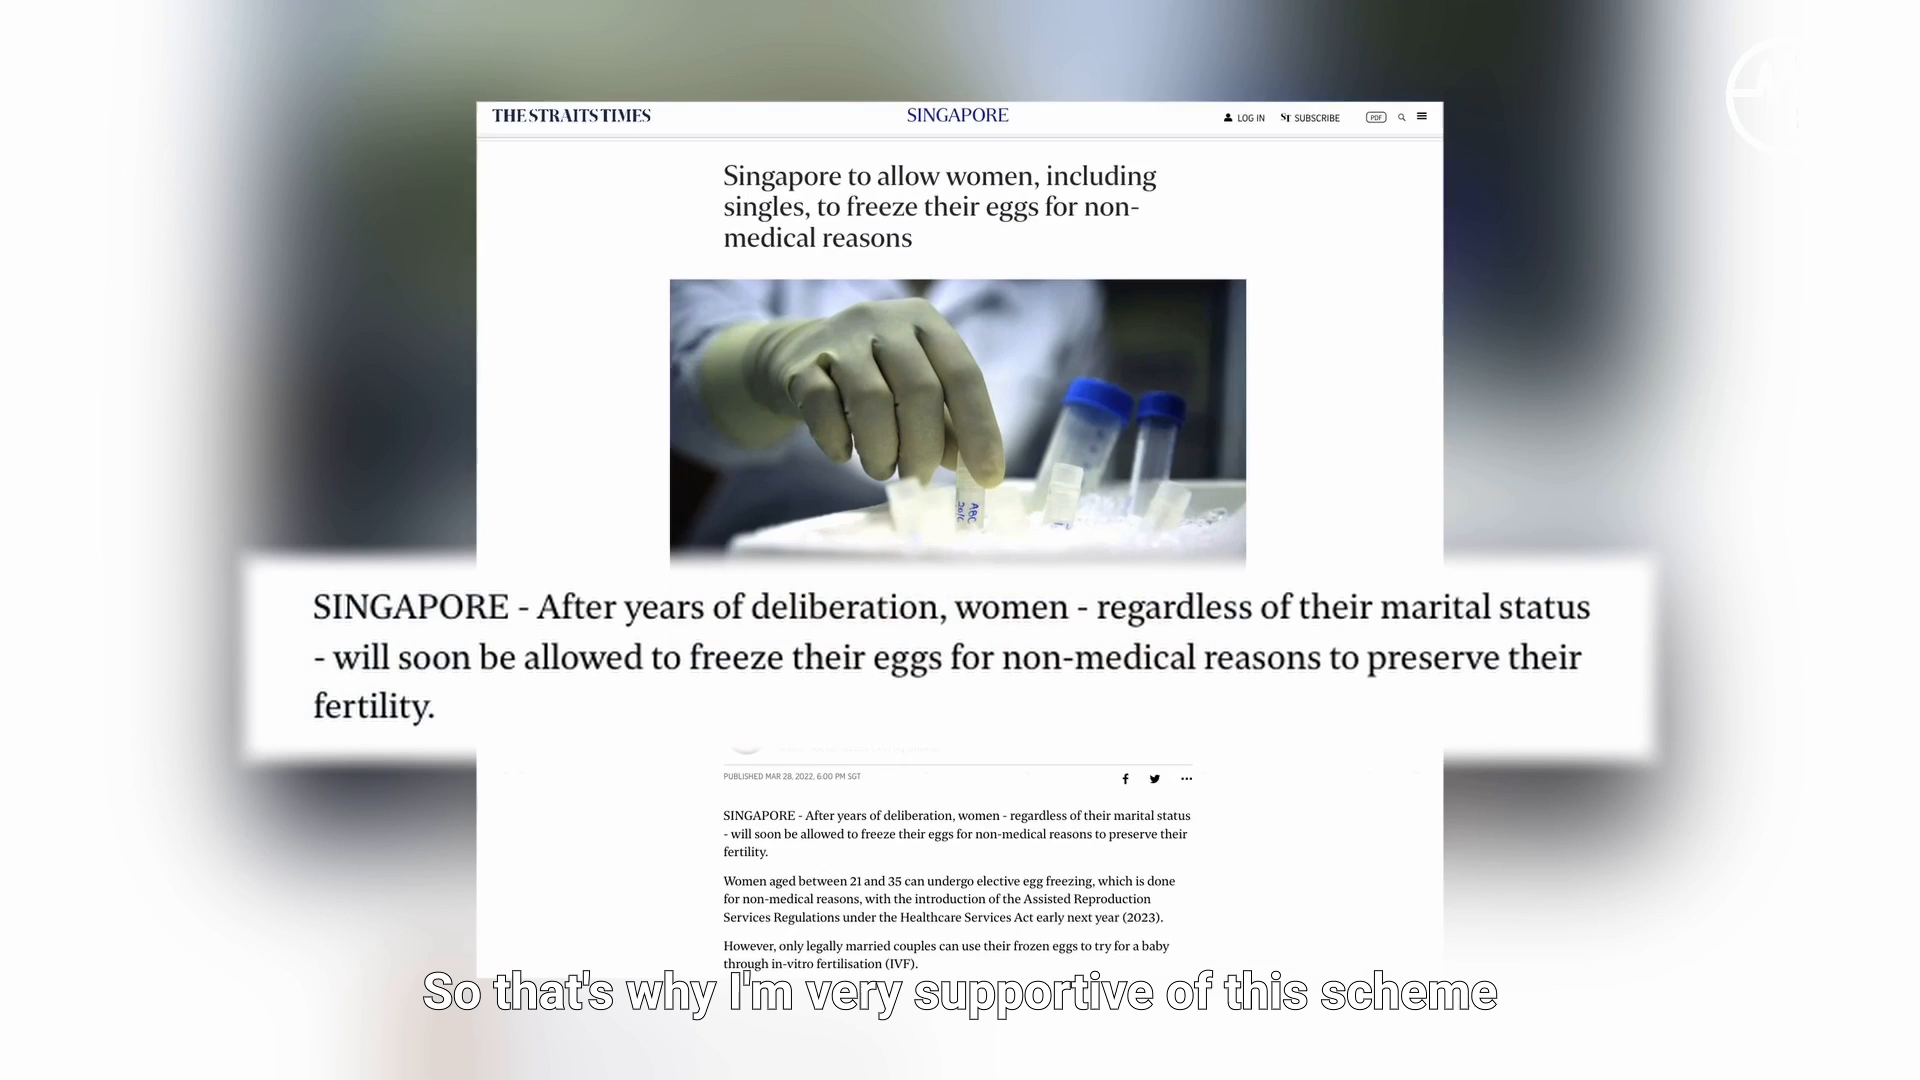 THE STRAITS TIMES
SINGAPORE
LOG IN
ST SUBSCRIBE
PDF
Singapore to allow women, including
singles, to freeze their eggs for non-
medical reasons
ABC
SINGAPORE - After years of deliberation, women - regardless of their marital status
- will soon be allowed to freeze their eggs for non-medical reasons to preserve their
fertility.
PUBLISHED MAR 28, 2022, 6:00 PM SGT
SINGAPORE - After years of deliberation, women - regardless of their marital status
- will soon be allowed to freeze their eggs for non-medical reasons to preserve their
fertility.
Women aged between 21 and 35 can undergo elective egg freezing, which is done
for non-medical reasons, with the introduction of the Assisted Reproduction
Services Regulations under the Healthcare Services Act early next year (2023).
However, only legally married couples can use their frozen eggs to try for a baby
through in-vitro fertilisation (IVF).
So that's why I'm very supportive of this scheme